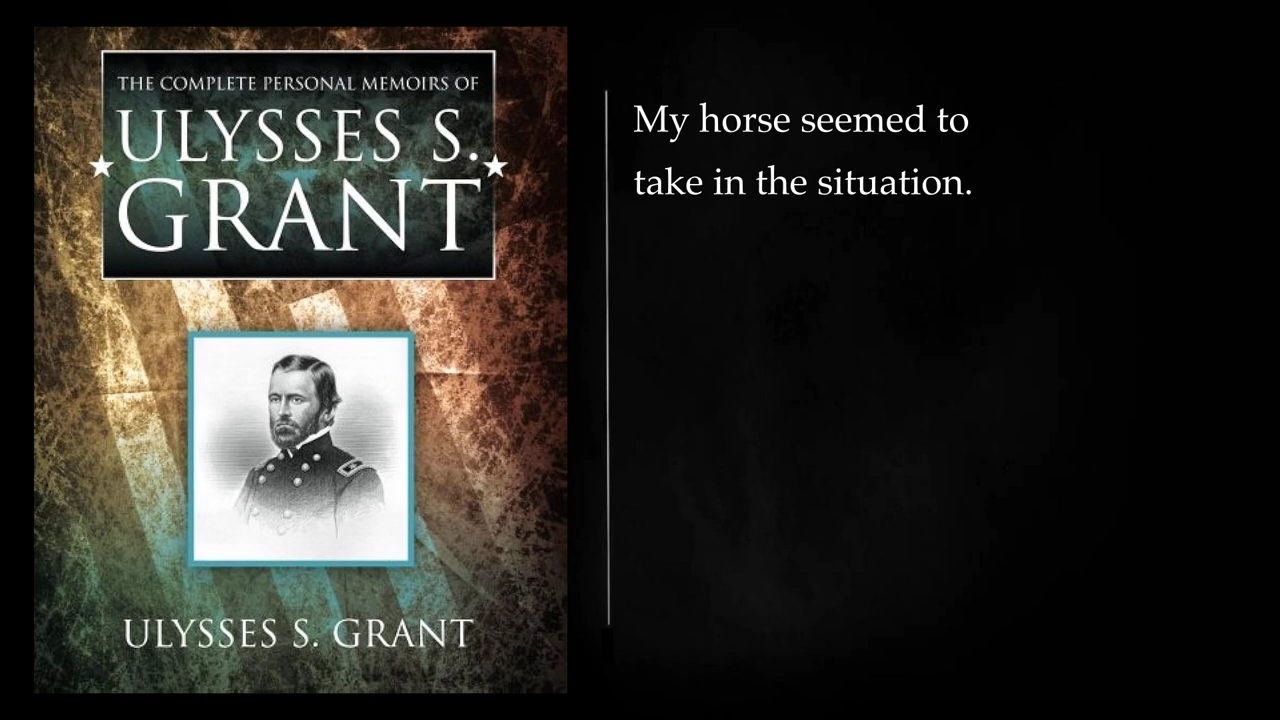 THE COMPLETE PERSONAL MEMOIRS OF
ULYSSES S.
GRANT
ULYSSES S. GRANT
My horse seemed to
take in the situation.